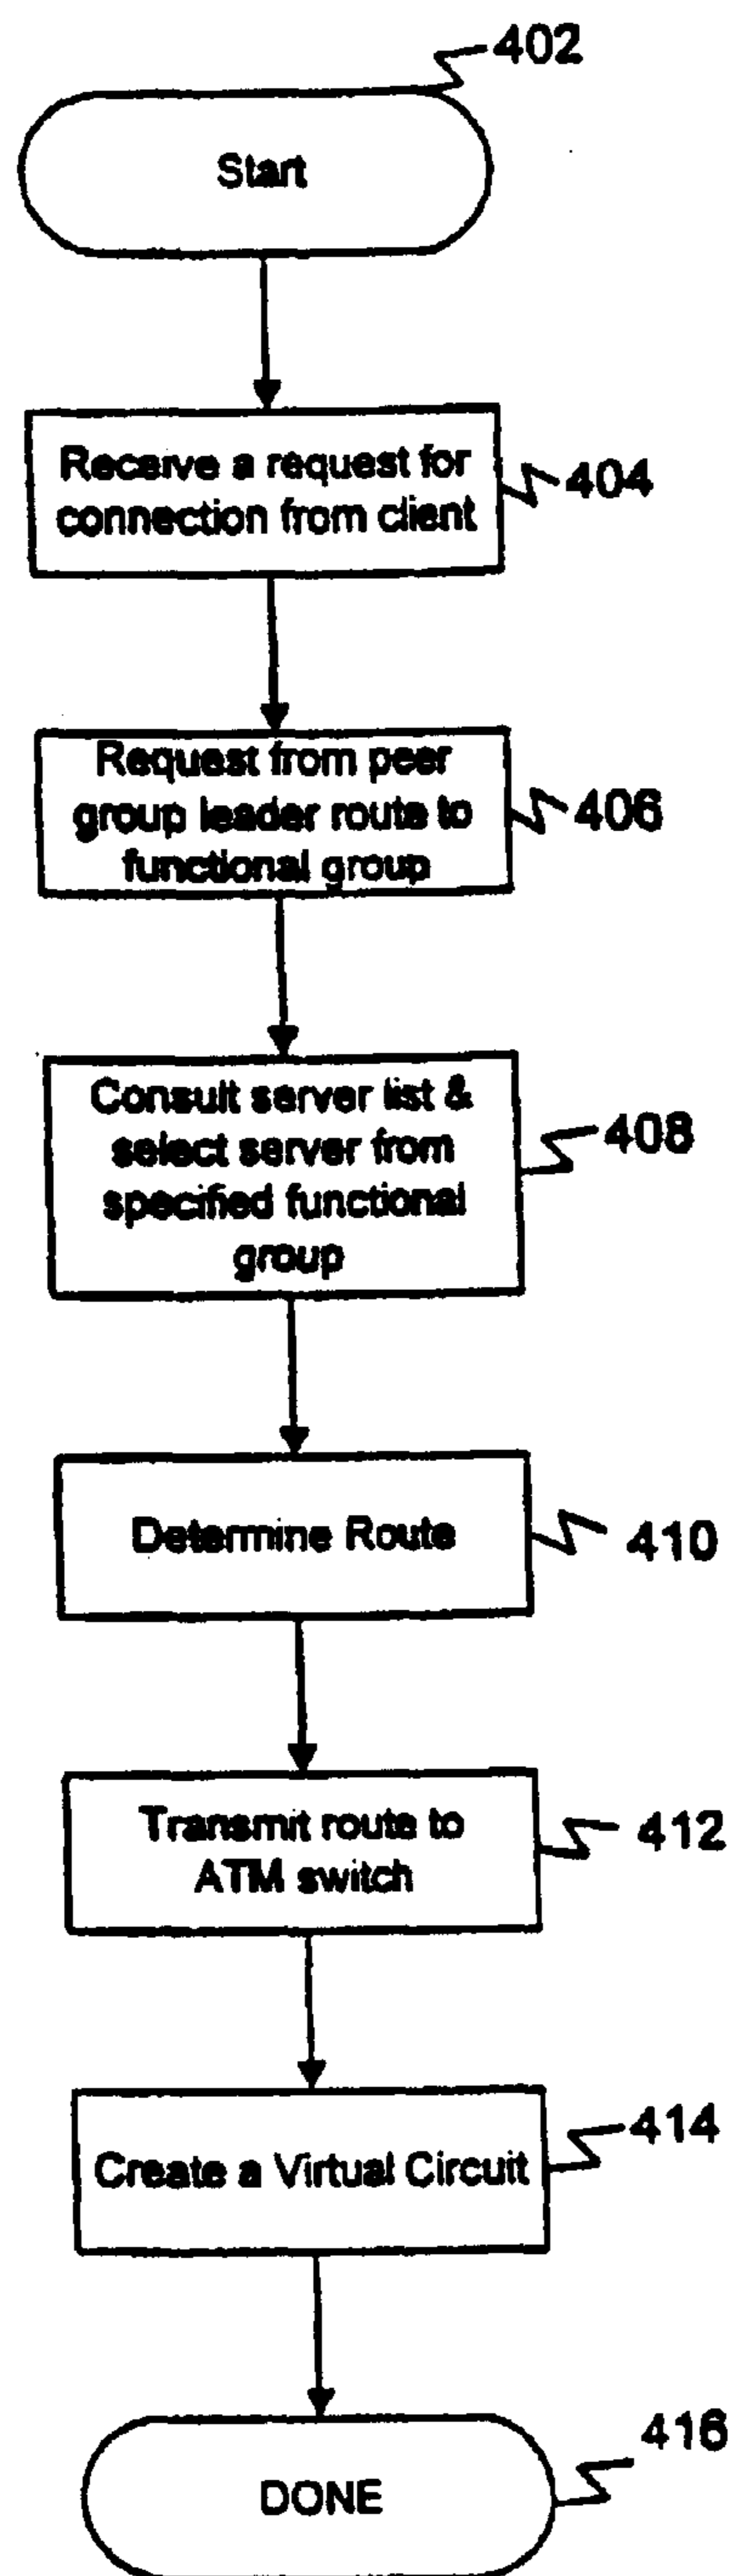 402
Start
Receive a request for
connection from client
404
Request from peer
group leader route to
functional group
406
Consult server list &
select server from
specified functional
group
408
Determine Route
410
Transmit route to
ATM switch
412
Create a Virtual Circuit
414
DONE
416